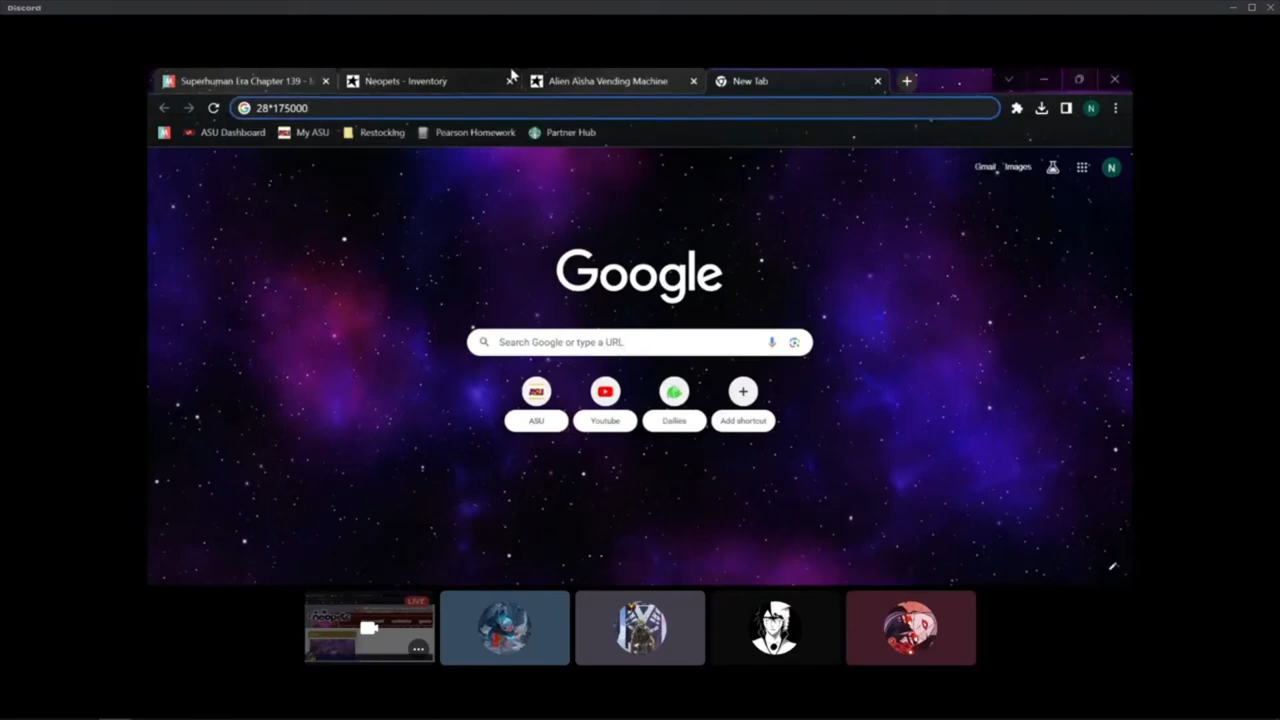 Discord
Superhuman Era Chapter 139 -
Neopets - Inventory
Alien Aisha Vending Machine
New Tab
28*175000
N
ASU Dashboard
My ASU
Restocking
Pearson Homework
Partner Hub
Gmail
Images
N
Google
Search Google or type a URL
ASU
Youtube
Dailies
Add shortcut
LIVE
neopets